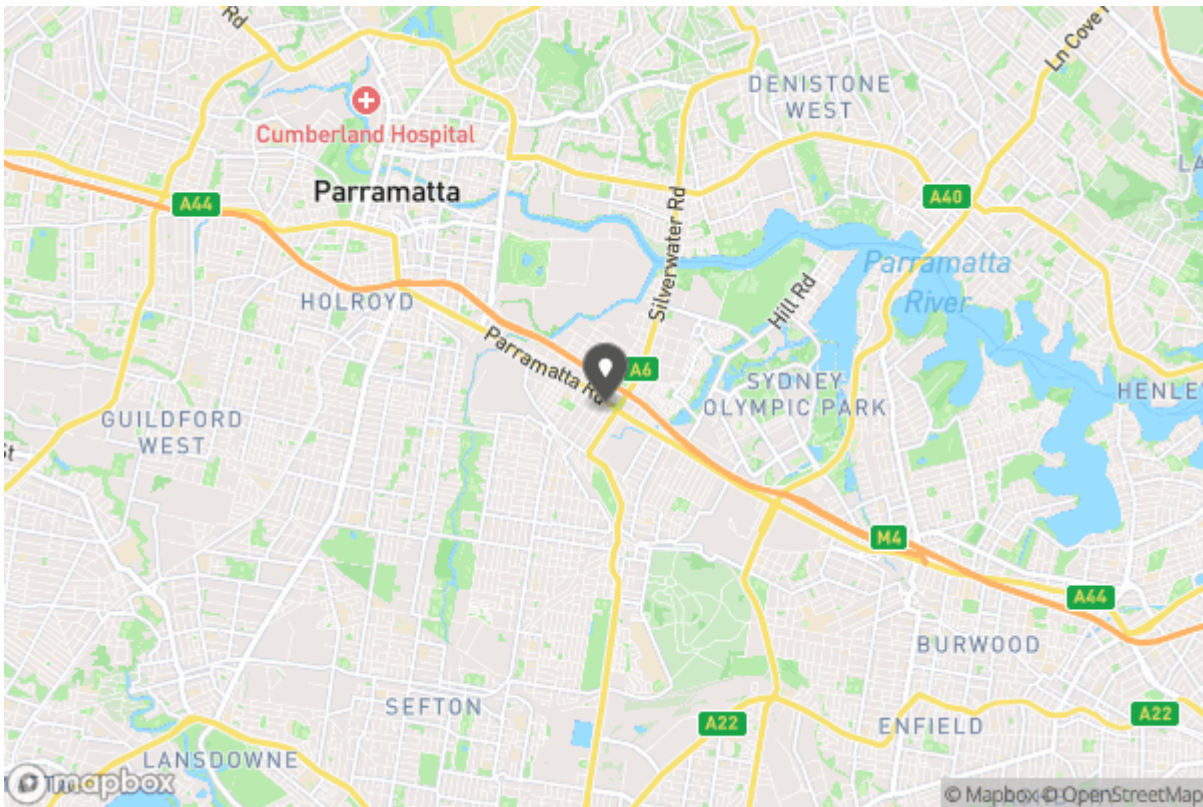 Rd
Ln Cove
DENISTONE
WEST
Cumberland Hospital
Parramatta
A44
A40
Silverwater Rd
Parramatta
River
Hill Rd
HOLROYD
Parramatta Rd
A6
SYDNEY
OLYMPIC PARK
HENLEY
GUILDFORD
WEST
St
M4
A44
BURWOOD
SEFTON
A22
ENFIELD
A22
LANSDOWNE
mapbox
© Mapbox © OpenStreetMap